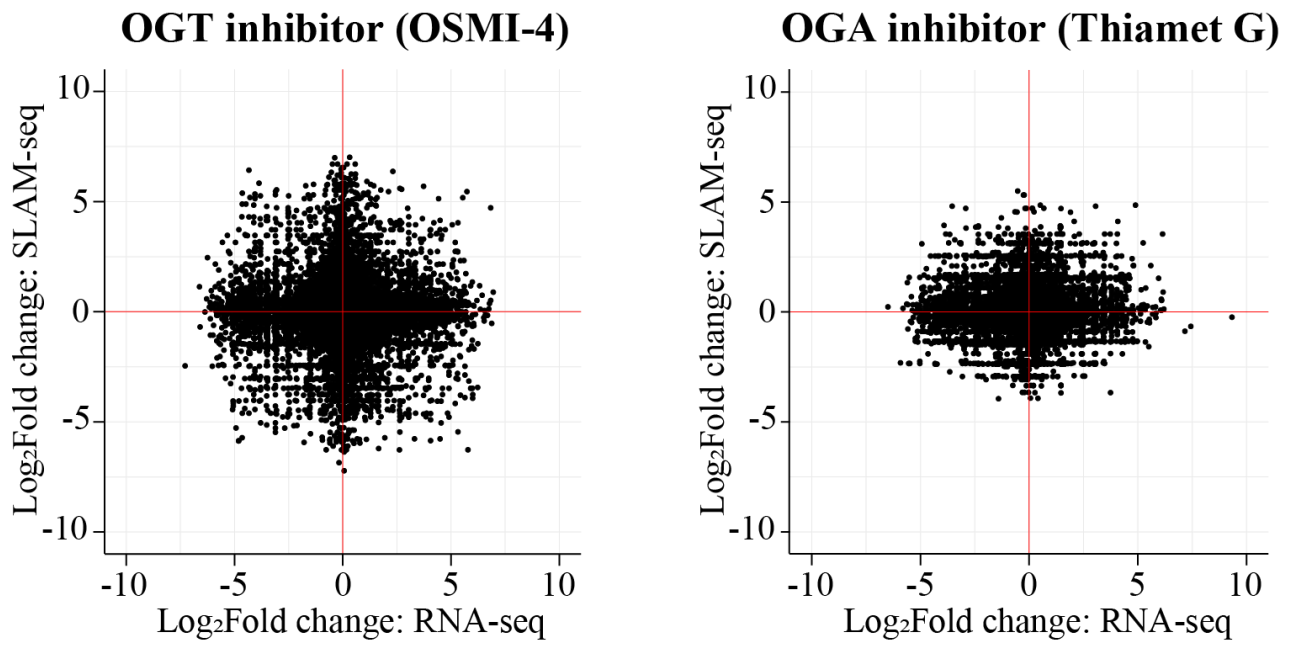 OGT inhibitor (OSMI-4)
Log₂Fold change: SLAM-seq
10
5
0
-5
-10
-10 -5 0 5 10
Log₂Fold change: RNA-seq
OGA inhibitor (Thiamet G)
Log₂Fold change: SLAM-seq
10
5
0
-5
-10
-10 -5 0 5 10
Log₂Fold change: RNA-seq